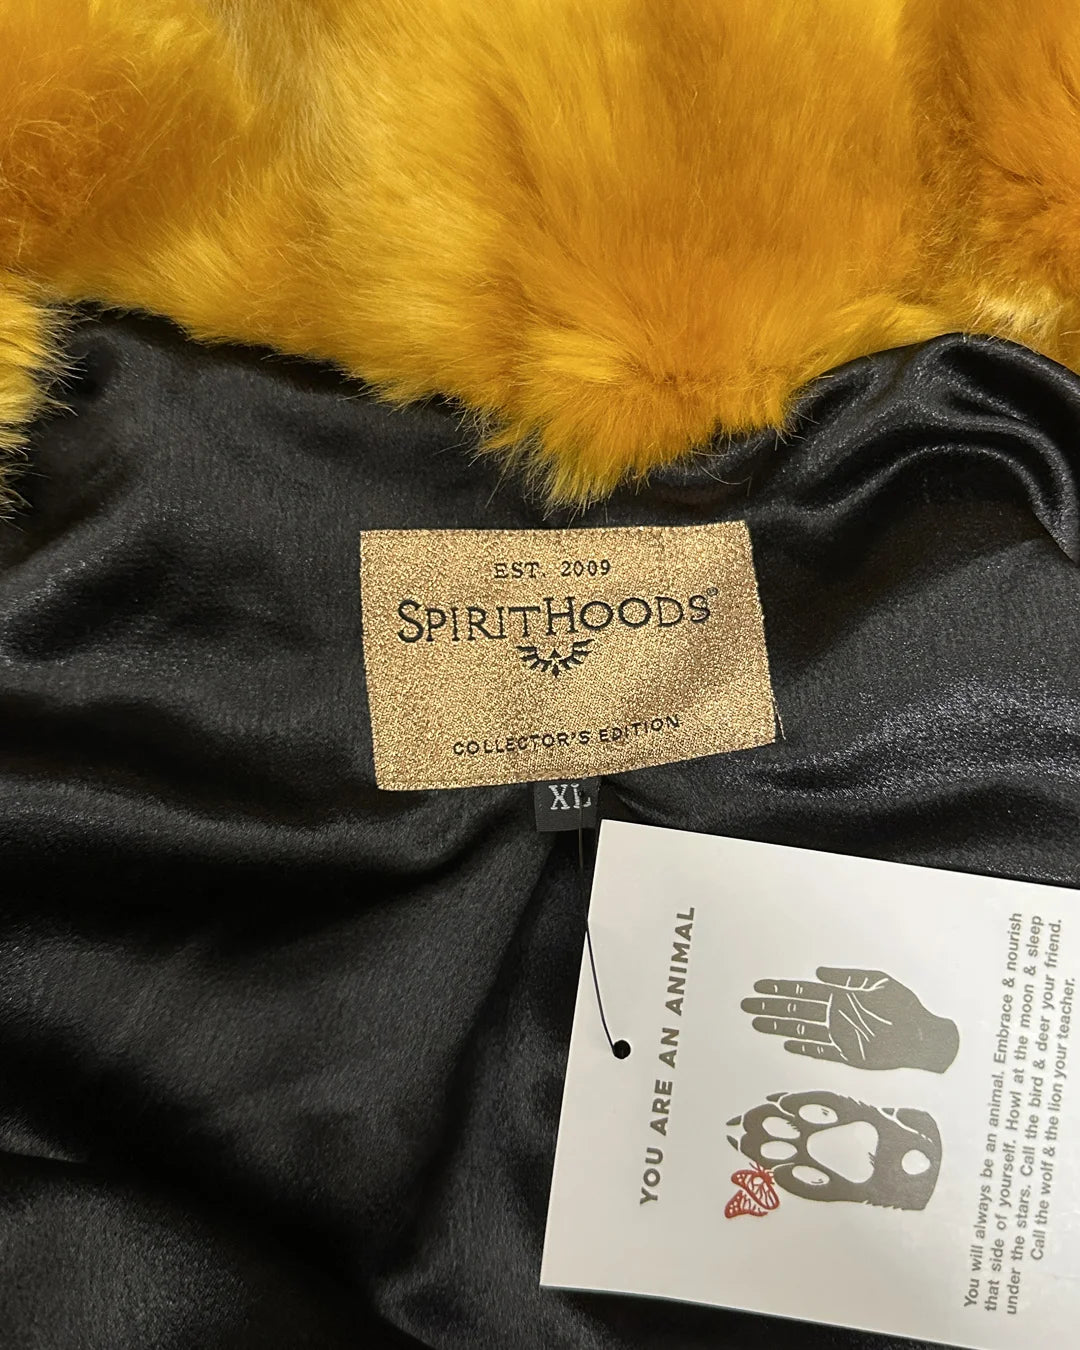 EST. 2009
SPIRITHOODS®
COLLECTOR'S EDITION
XL
YOU ARE AN ANIMAL
You will always be an animal. Embrace & nourish
that side of yourself. Howl at the moon & sleep
under the stars. Call the bird & deer your friend.
Call the wolf & the lion your teacher.